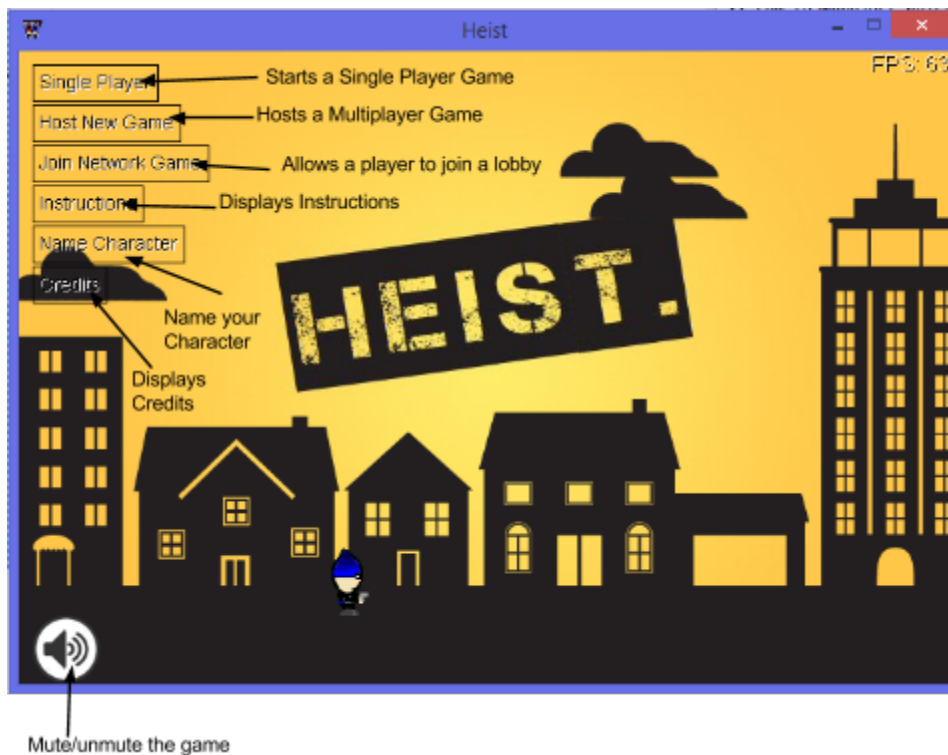 Heist
FPS: 63
Single Player
Starts a Single Player Game
Host New Game
Hosts a Multiplayer Game
Join Network Game
Allows a player to join a lobby
Instructions
Displays Instructions
Name Character
Credits
HEIST.
Name your
Character
Displays
Credits
Mute/unmute the game